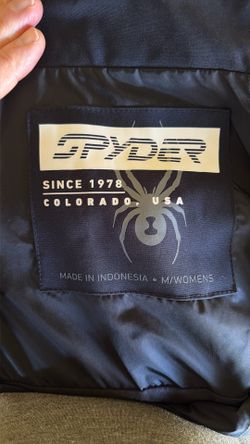 SPYDER
SINCE 1978
COLORADO, USA
MADE IN INDONESIA • M/WOMENS